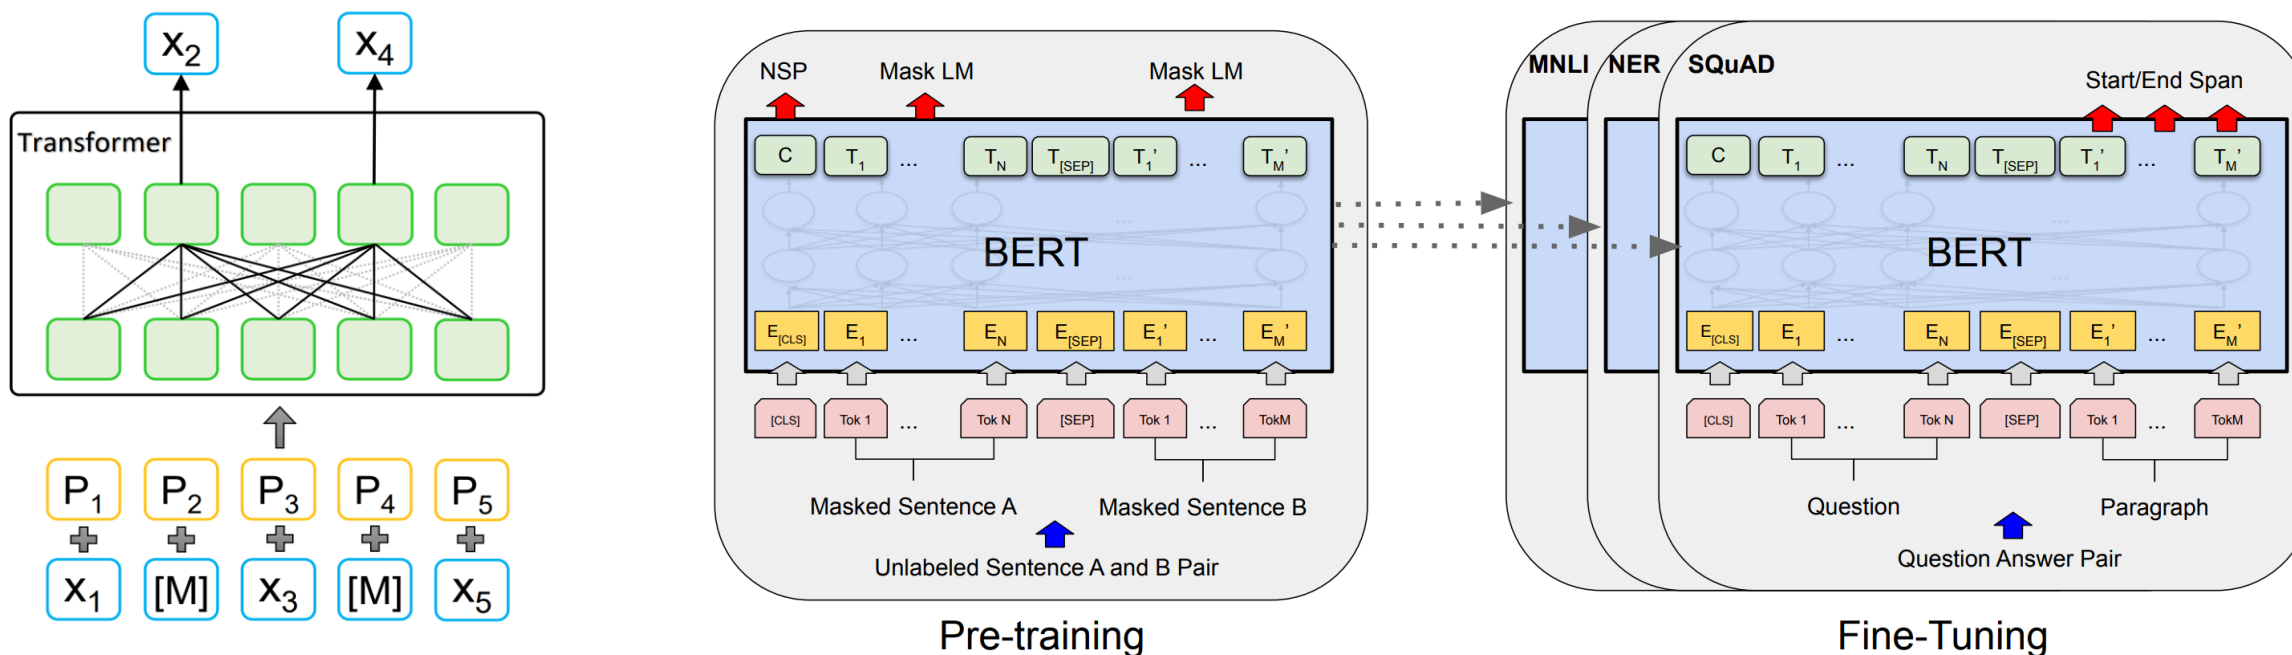 x2 x4
Transformer
P1 P2 P3 P4 P5
x1 [M] x3 [M] x5
NSP Mask LM Mask LM
C T1 ... TN T[SEP] T1' ... TM'
...
BERT
...
E[CLS] E1 ... EN E[SEP] E1' ... EM'
[CLS] Tok 1 ... Tok N [SEP] Tok 1 ... TokM
Masked Sentence A Masked Sentence B
Unlabeled Sentence A and B Pair
Pre-training
MNLI NER SQuAD
Start/End Span
C T1 ... TN T[SEP] T1' ... TM'
...
BERT
...
E[CLS] E1 ... EN E[SEP] E1' ... EM'
[CLS] Tok 1 ... Tok N [SEP] Tok 1 ... TokM
Question Paragraph
Question Answer Pair
Fine-Tuning